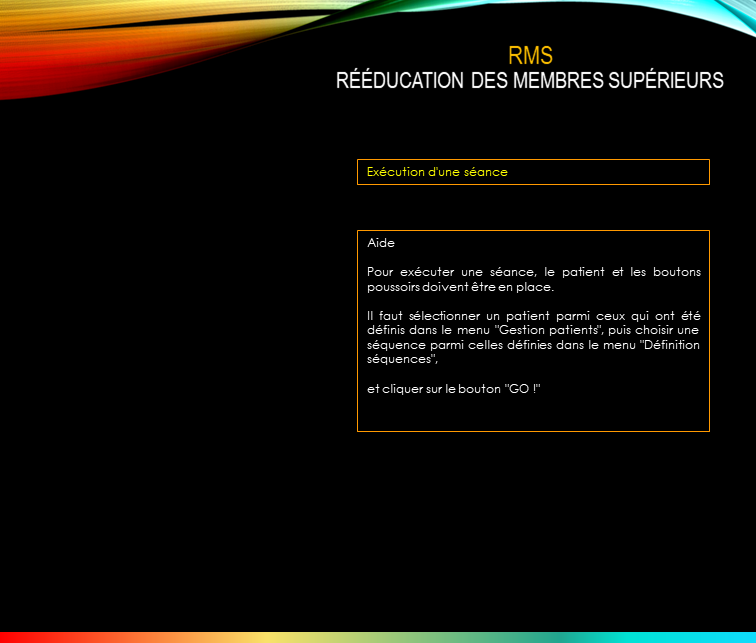 RMS
RÉÉDUCATION DES MEMBRES SUPÉRIEURS
Exécution d'une séance
Aide
Pour exécuter une séance, le patient et les boutons
poussoirs doivent être en place.
Il faut sélectionner un patient parmi ceux qui ont été
définis dans le menu "Gestion patients", puis choisir une
séquence parmi celles définies dans le menu "Définition
séquences",
et cliquer sur le bouton "GO !"